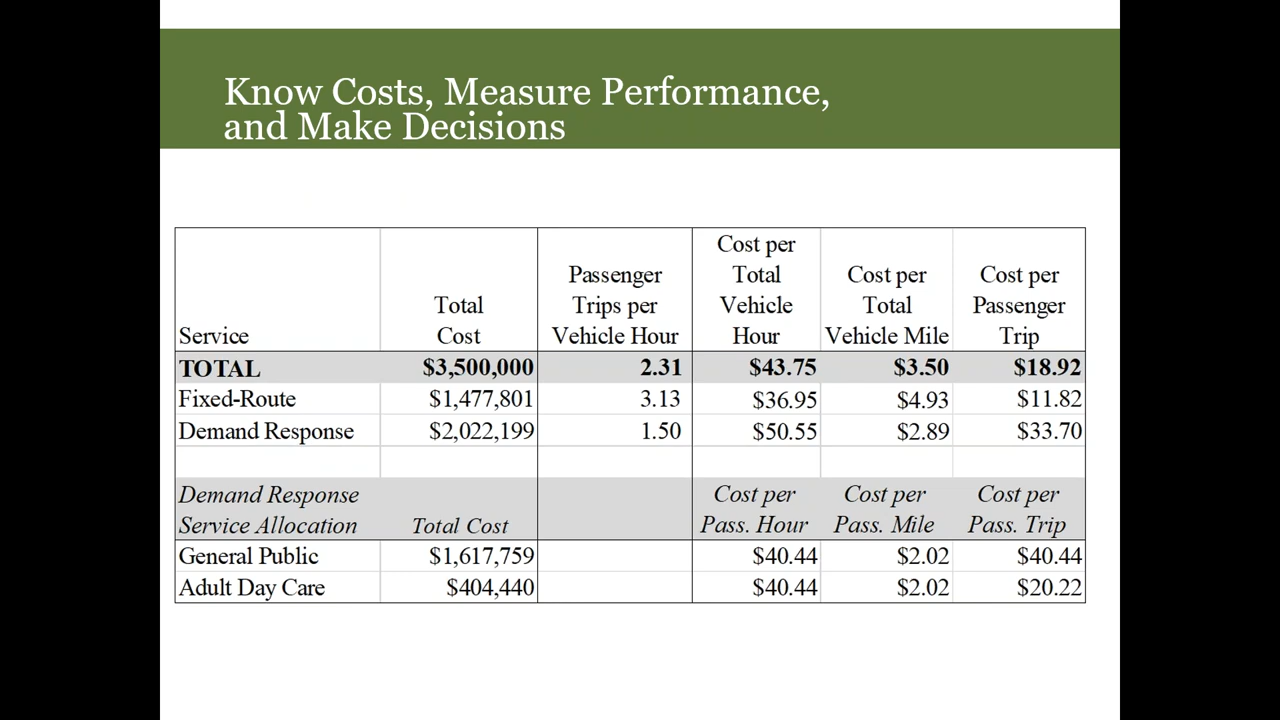 Know Costs, Measure Performance,
and Make Decisions
Service Total Cost Passenger Trips per Vehicle Hour Cost per Total Vehicle Hour Cost per Total Vehicle Mile Cost per Passenger Trip
TOTAL $3,500,000 2.31 $43.75 $3.50 $18.92
Fixed-Route $1,477,801 3.13 $36.95 $4.93 $11.82
Demand Response $2,022,199 1.50 $50.55 $2.89 $33.70
Demand Response Service Allocation Total Cost Cost per Pass. Hour Cost per Pass. Mile Cost per Pass. Trip
General Public $1,617,759 $40.44 $2.02 $40.44
Adult Day Care $404,440 $40.44 $2.02 $20.22